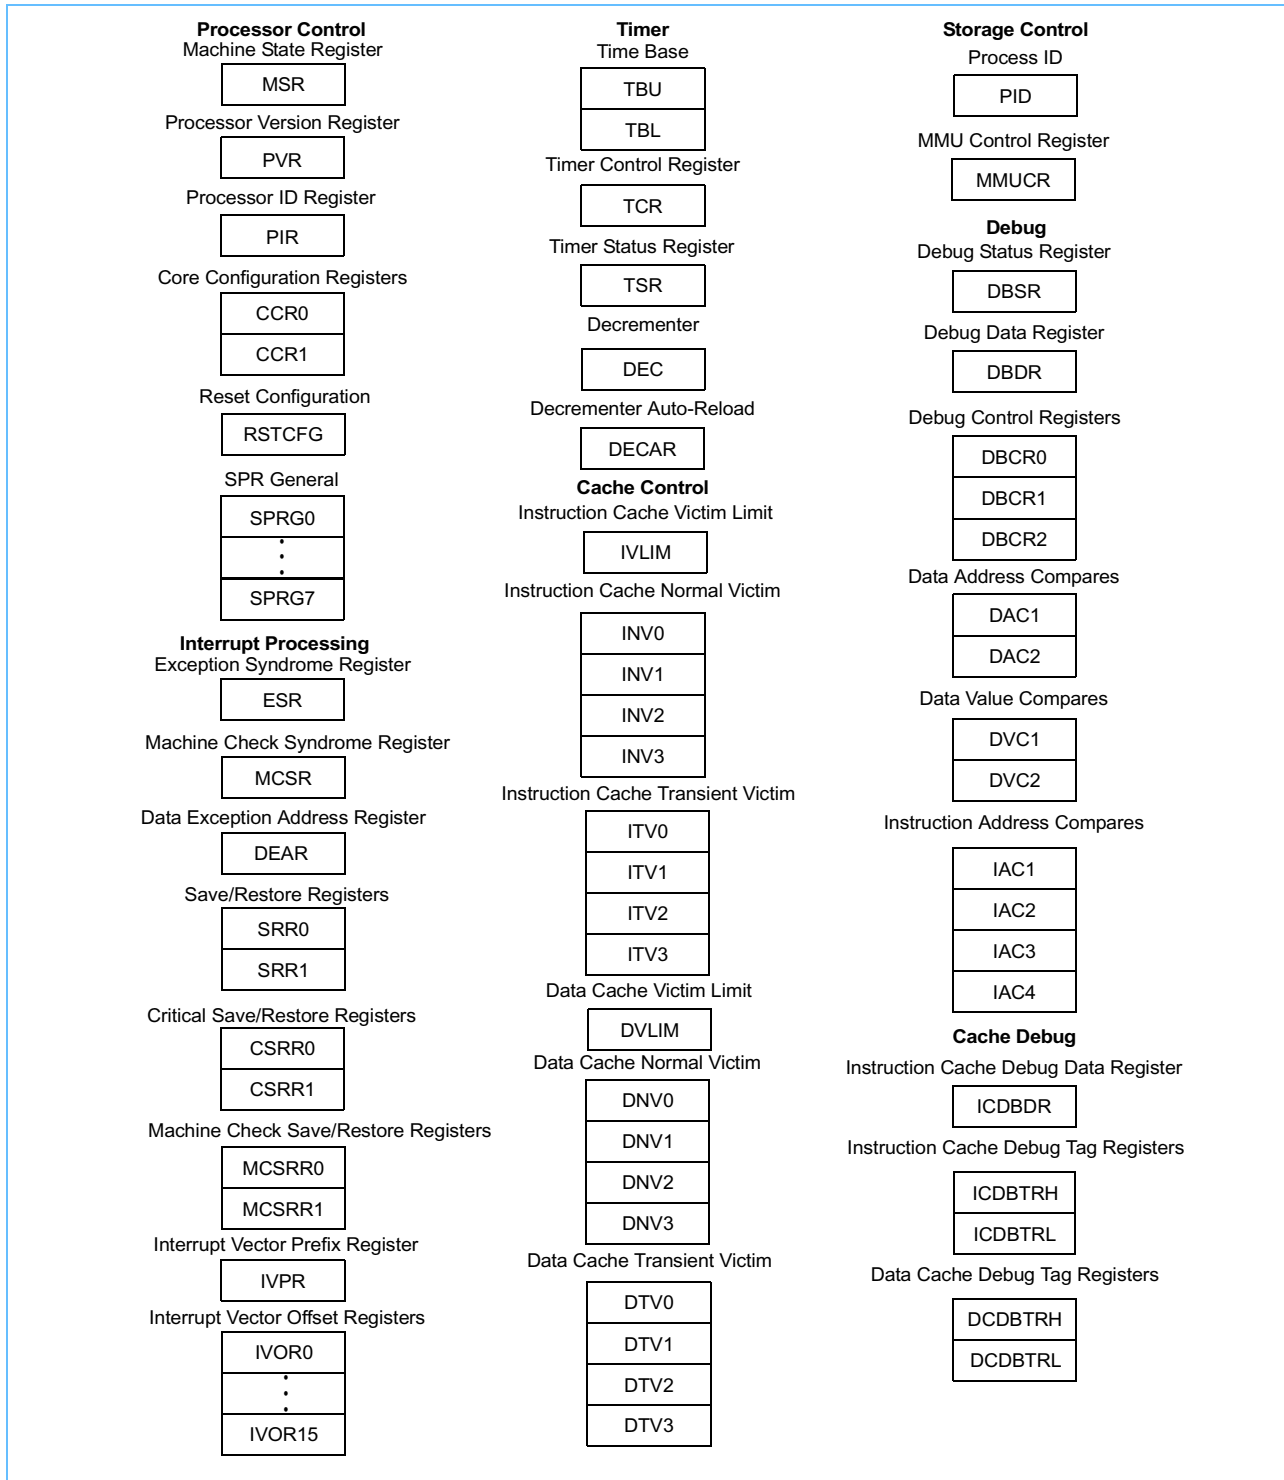 Processor Control
Machine State Register
MSR
Processor Version Register
PVR
Processor ID Register
PIR
Core Configuration Registers
CCR0
CCR1
Reset Configuration
RSTCFG
SPR General
SPRG0
SPRG7
Interrupt Processing
Exception Syndrome Register
ESR
Machine Check Syndrome Register
MCSR
Data Exception Address Register
DEAR
Save/Restore Registers
SRR0
SRR1
Critical Save/Restore Registers
CSRR0
CSRR1
Machine Check Save/Restore Registers
MCSRR0
MCSRR1
Interrupt Vector Prefix Register
IVPR
Interrupt Vector Offset Registers
IVOR0
IVOR15
Timer
Time Base
TBU
TBL
Timer Control Register
TCR
Timer Status Register
TSR
Decrementer
DEC
Decrementer Auto-Reload
DECAR
Cache Control
Instruction Cache Victim Limit
IVLIM
Instruction Cache Normal Victim
INV0
INV1
INV2
INV3
Instruction Cache Transient Victim
ITV0
ITV1
ITV2
ITV3
Data Cache Victim Limit
DVLIM
Data Cache Normal Victim
DNV0
DNV1
DNV2
DNV3
Data Cache Transient Victim
DTV0
DTV1
DTV2
DTV3
Storage Control
Process ID
PID
MMU Control Register
MMUCR
Debug
Debug Status Register
DBSR
Debug Data Register
DBDR
Debug Control Registers
DBCR0
DBCR1
DBCR2
Data Address Compares
DAC1
DAC2
Data Value Compares
DVC1
DVC2
Instruction Address Compares
IAC1
IAC2
IAC3
IAC4
Cache Debug
Instruction Cache Debug Data Register
ICDBDR
Instruction Cache Debug Tag Registers
ICDBTRH
ICDBTRL
Data Cache Debug Tag Registers
DCDBTRH
DCDBTRL